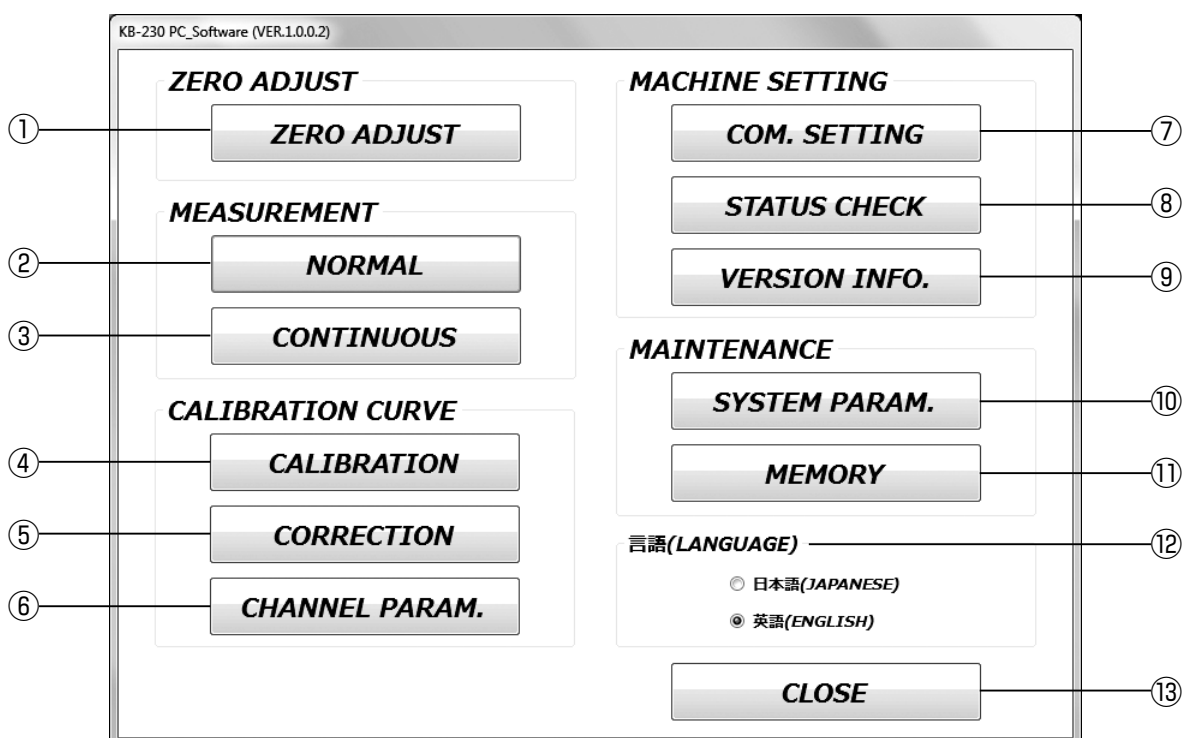 KB-230 PC_Software (VER.1.0.0.2)
ZERO ADJUST
① ZERO ADJUST
MEASUREMENT
② NORMAL
③ CONTINUOUS
CALIBRATION CURVE
④ CALIBRATION
⑤ CORRECTION
⑥ CHANNEL PARAM.
MACHINE SETTING
COM. SETTING ⑦
STATUS CHECK ⑧
VERSION INFO. ⑨
MAINTENANCE
SYSTEM PARAM. ⑩
MEMORY ⑪
言語(LANGUAGE) ⑫
日本語(JAPANESE)
英語(ENGLISH)
CLOSE ⑬